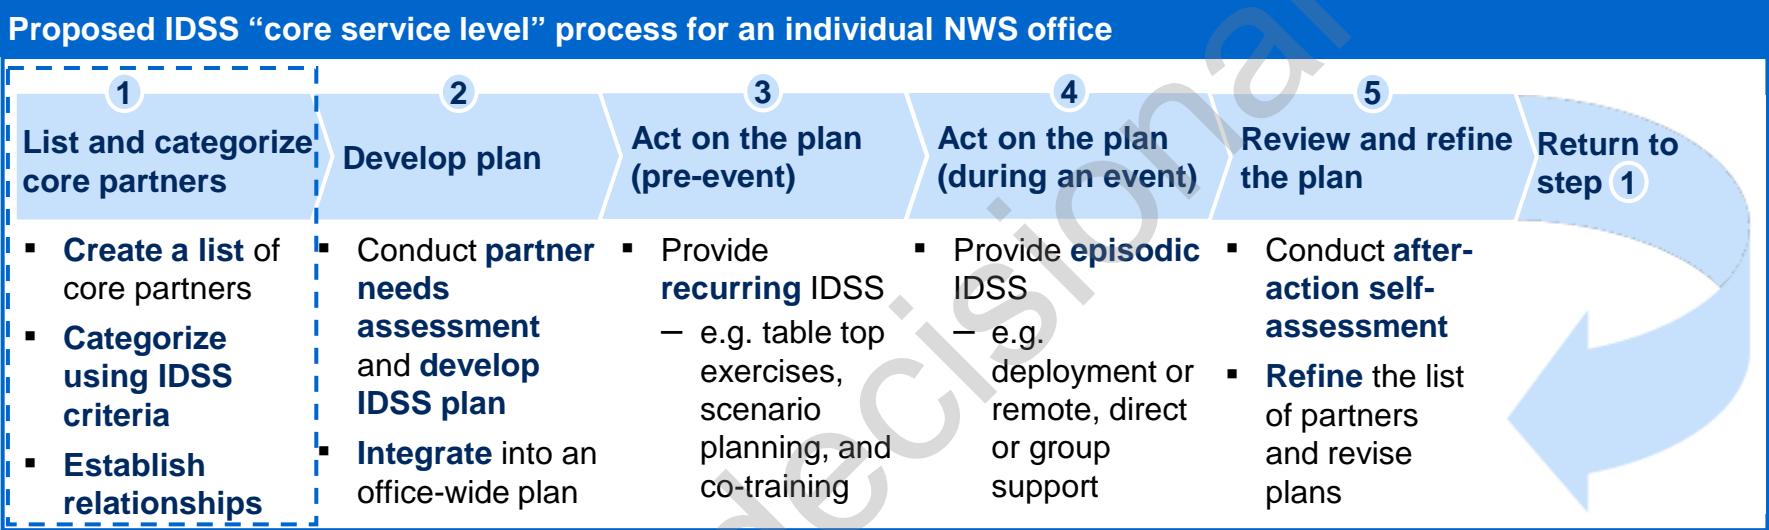 Proposed IDSS “core service level” process for an individual NWS office
1
List and categorize
core partners
▪ Create a list of
core partners
▪ Categorize
using IDSS
criteria
▪ Establish
relationships
2
Develop plan
▪ Conduct partner
needs
assessment
and develop
IDSS plan
▪ Integrate into an
office-wide plan
3
Act on the plan
(pre-event)
▪ Provide
recurring IDSS
– e.g. table top
exercises,
scenario
planning, and
co-training
4
Act on the plan
(during an event)
▪ Provide episodic
IDSS
– e.g.
deployment or
remote, direct
or group
support
5
Review and refine
the plan
▪ Conduct after-
action self-
assessment
▪ Refine the list
of partners
and revise
plans
Return to
step 1
decisional